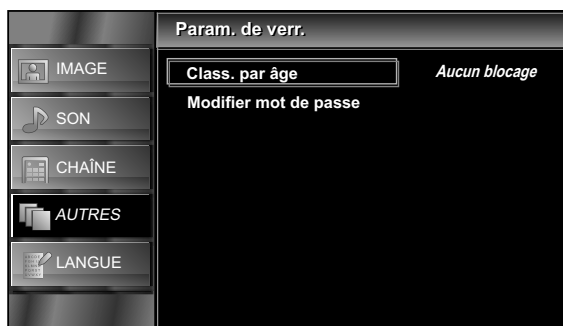 Param. de verr.
IMAGE
SON
CHAÎNE
AUTRES
LANGUE
Class. par âge Aucun blocage
Modifier mot de passe